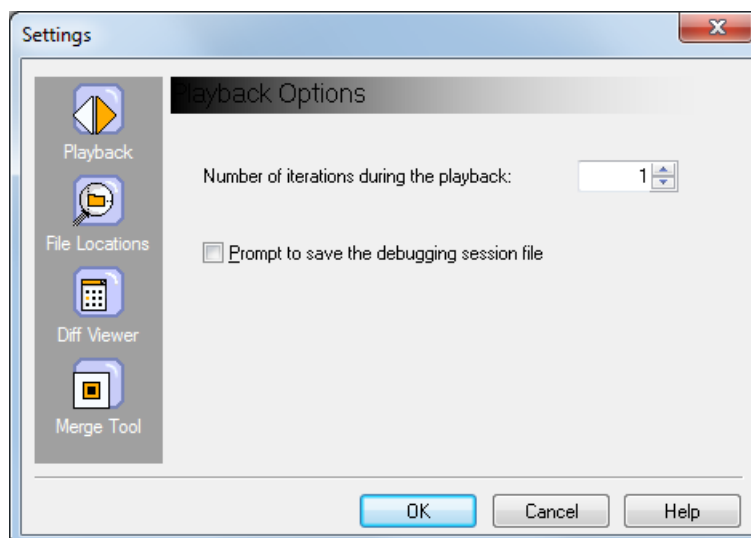 Settings
Playback Options
Playback
File Locations
Diff Viewer
Merge Tool
Number of iterations during the playback:
1
Prompt to save the debugging session file
OK
Cancel
Help